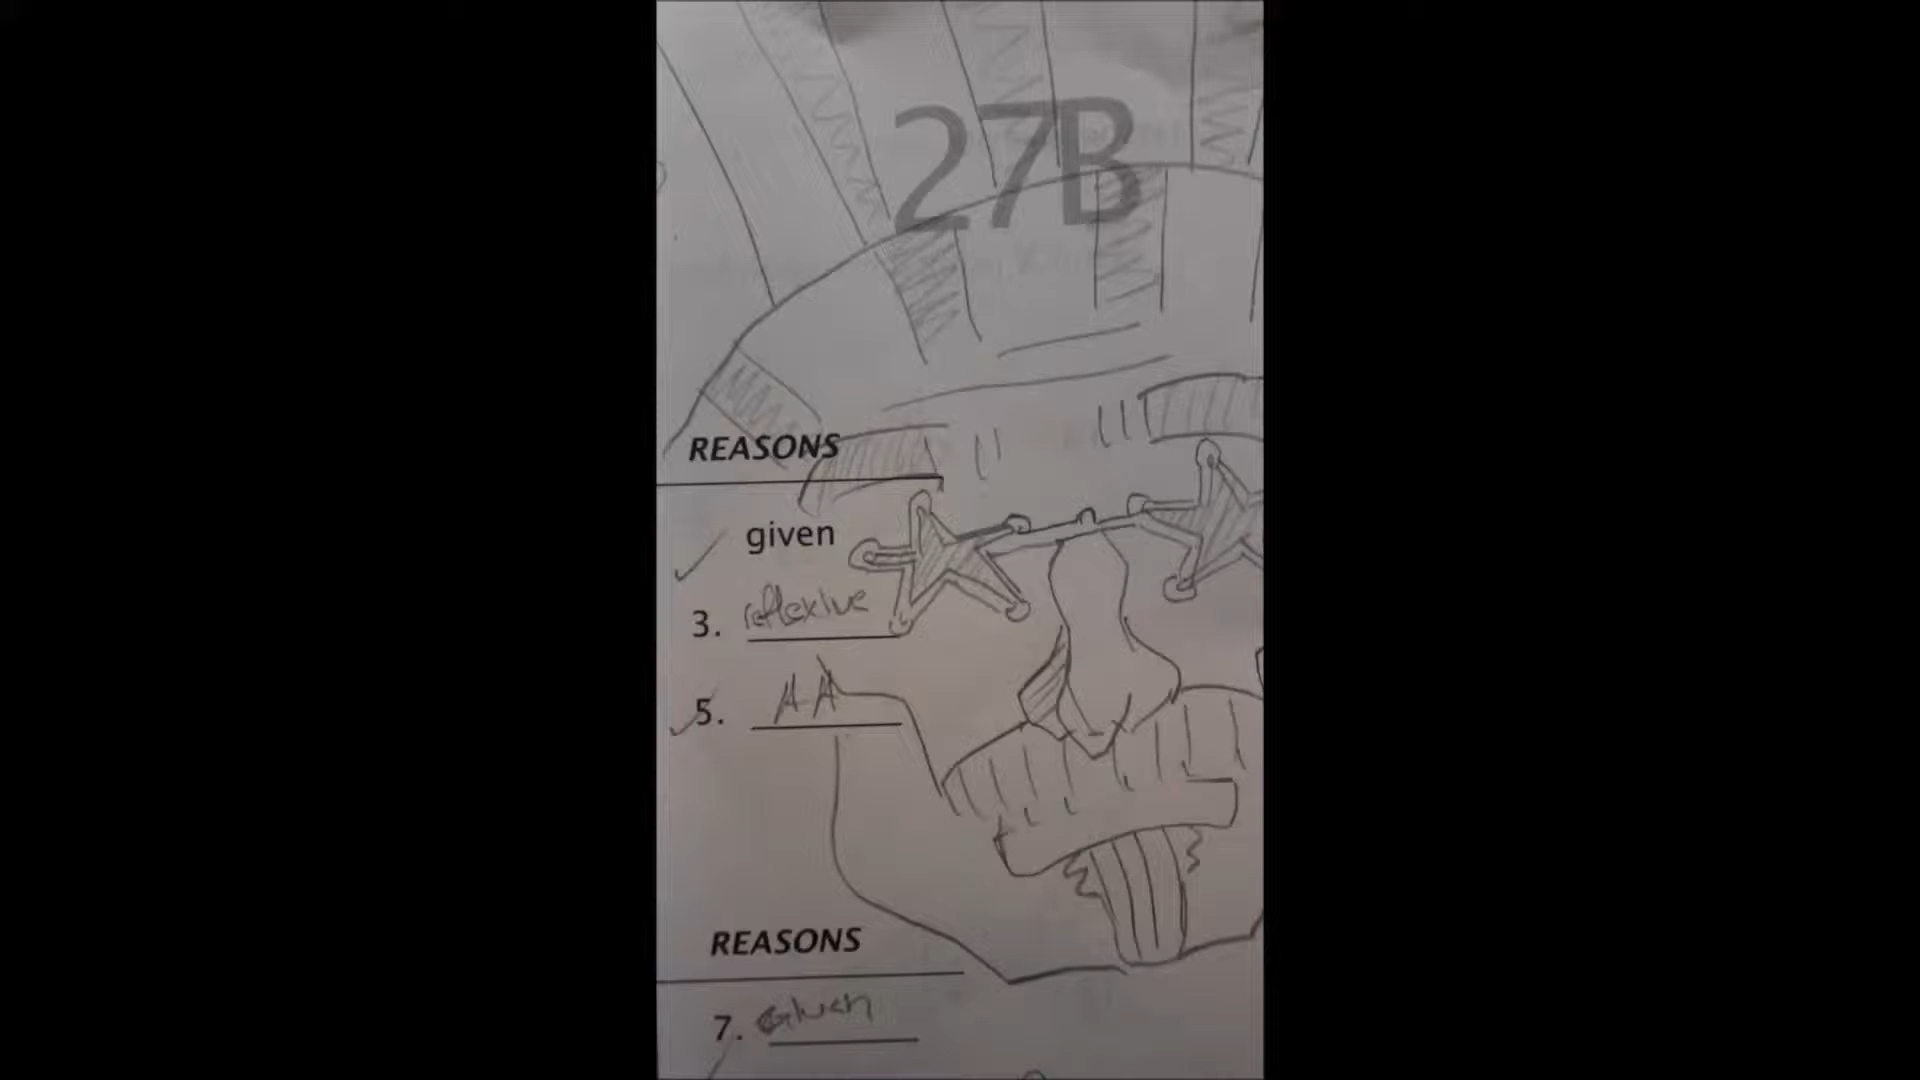 27B
REASONS
given
3. reflexive
5. AA
REASONS
7. Given